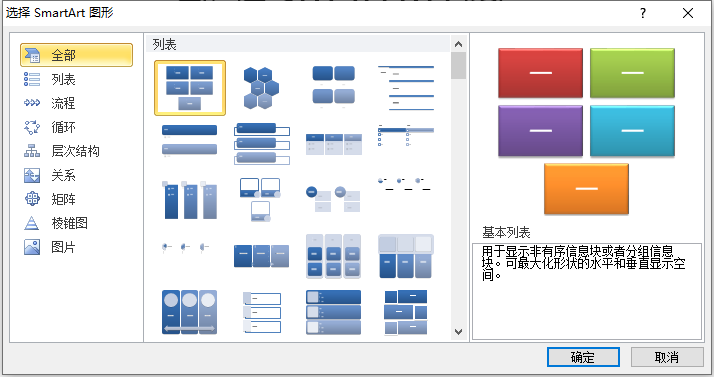 选择 SmartArt 图形
全部
列表
流程
循环
层次结构
关系
矩阵
棱锥图
图片
列表
基本列表
用于显示非有序信息块或者分组信息
块。可最大化形状的水平和垂直显示空
间。
确定
取消